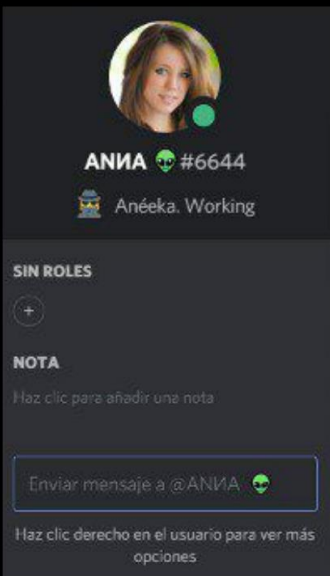 ANИA 👽 #6644
Anéeka. Working
SIN ROLES
+
NOTA
Haz clic para añadir una nota
Enviar mensaje a @ANИA 👽
Haz clic derecho en el usuario para ver más
opciones